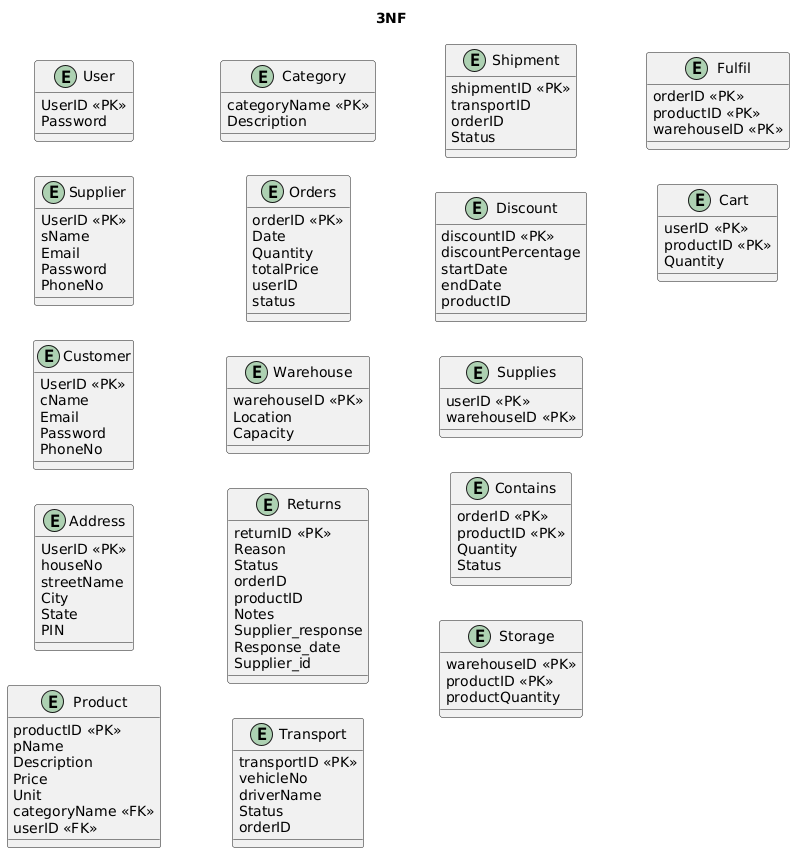 3NF
E User
UserID «PK»
Password
E Supplier
UserID «PK»
sName
Email
Password
PhoneNo
E Customer
UserID «PK»
cName
Email
Password
PhoneNo
E Address
UserID «PK»
houseNo
streetName
City
State
PIN
E Product
productID «PK»
pName
Description
Price
Unit
categoryName «FK»
userID «FK»
E Category
categoryName «PK»
Description
E Orders
orderID «PK»
Date
Quantity
totalPrice
userID
status
E Warehouse
warehouseID «PK»
Location
Capacity
E Returns
returnID «PK»
Reason
Status
orderID
productID
Notes
Supplier_response
Response_date
Supplier_id
E Transport
transportID «PK»
vehicleNo
driverName
Status
orderID
E Shipment
shipmentID «PK»
transportID
orderID
Status
E Discount
discountID «PK»
discountPercentage
startDate
endDate
productID
E Supplies
userID «PK»
warehouseID «PK»
E Contains
orderID «PK»
productID «PK»
Quantity
Status
E Storage
warehouseID «PK»
productID «PK»
productQuantity
E Fulfil
orderID «PK»
productID «PK»
warehouseID «PK»
E Cart
userID «PK»
productID «PK»
Quantity